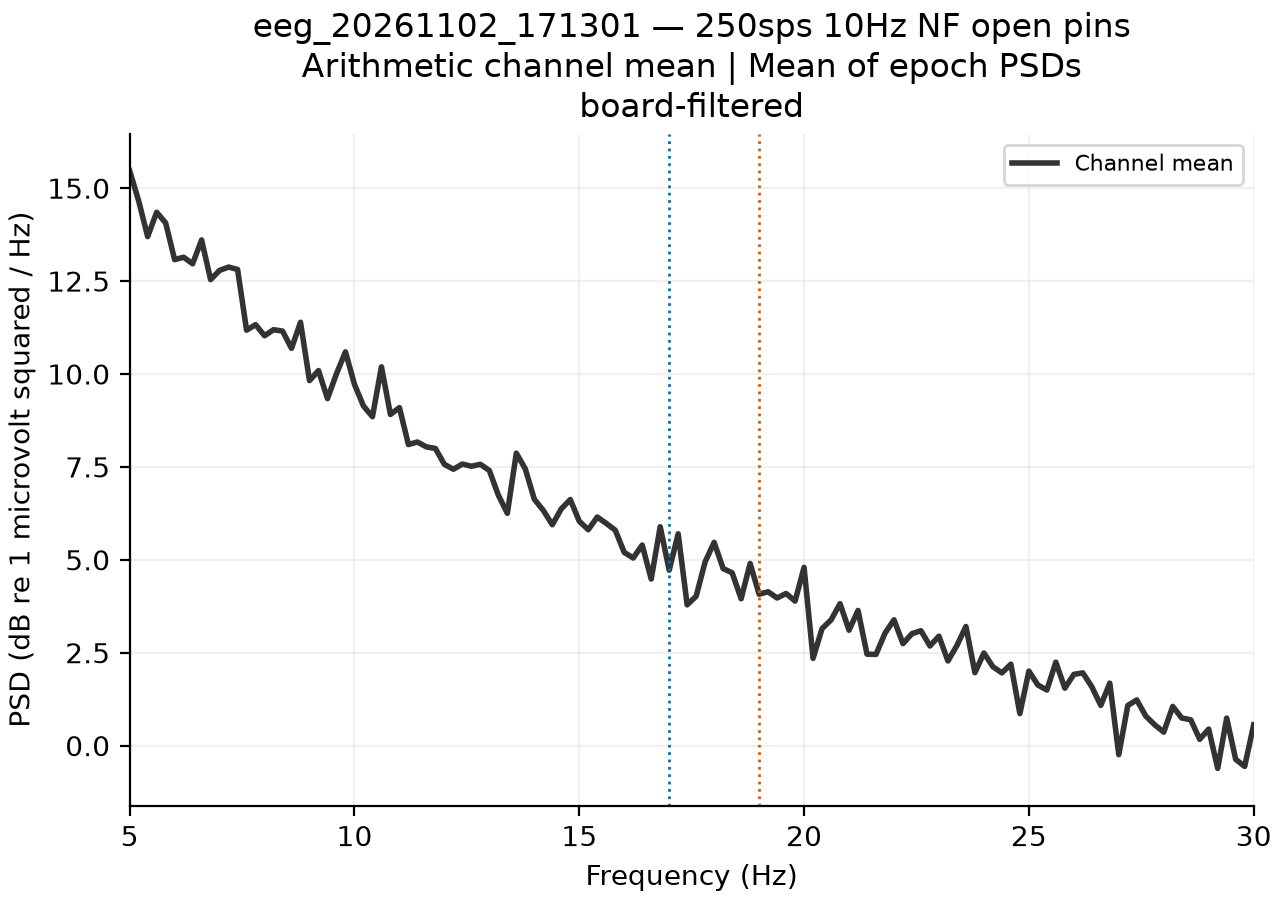 eeg_20261102_171301 — 250sps 10Hz NF open pins
Arithmetic channel mean | Mean of epoch PSDs
board-filtered
Channel mean
PSD (dB re 1 microvolt squared / Hz)
15.0
12.5
10.0
7.5
5.0
2.5
0.0
5
10
15
20
25
30
Frequency (Hz)